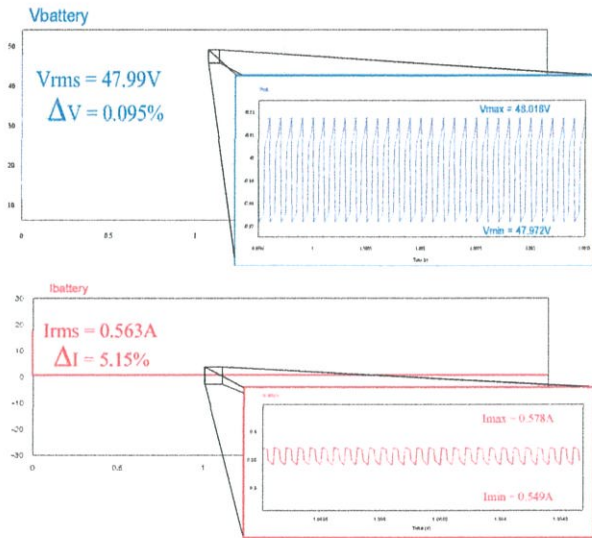 Vbattery
50
40
30
20
10
Vrms = 47.99V
ΔV = 0.095%
Vmax = 48.018V
Vmin = 47.972V
0
0.5
1
Time (s)
Ibattery
30
20
10
0
-10
-20
-30
Irms = 0.563A
ΔI = 5.15%
Imax = 0.578A
Imin = 0.549A
0
0.5
1
Time (s)